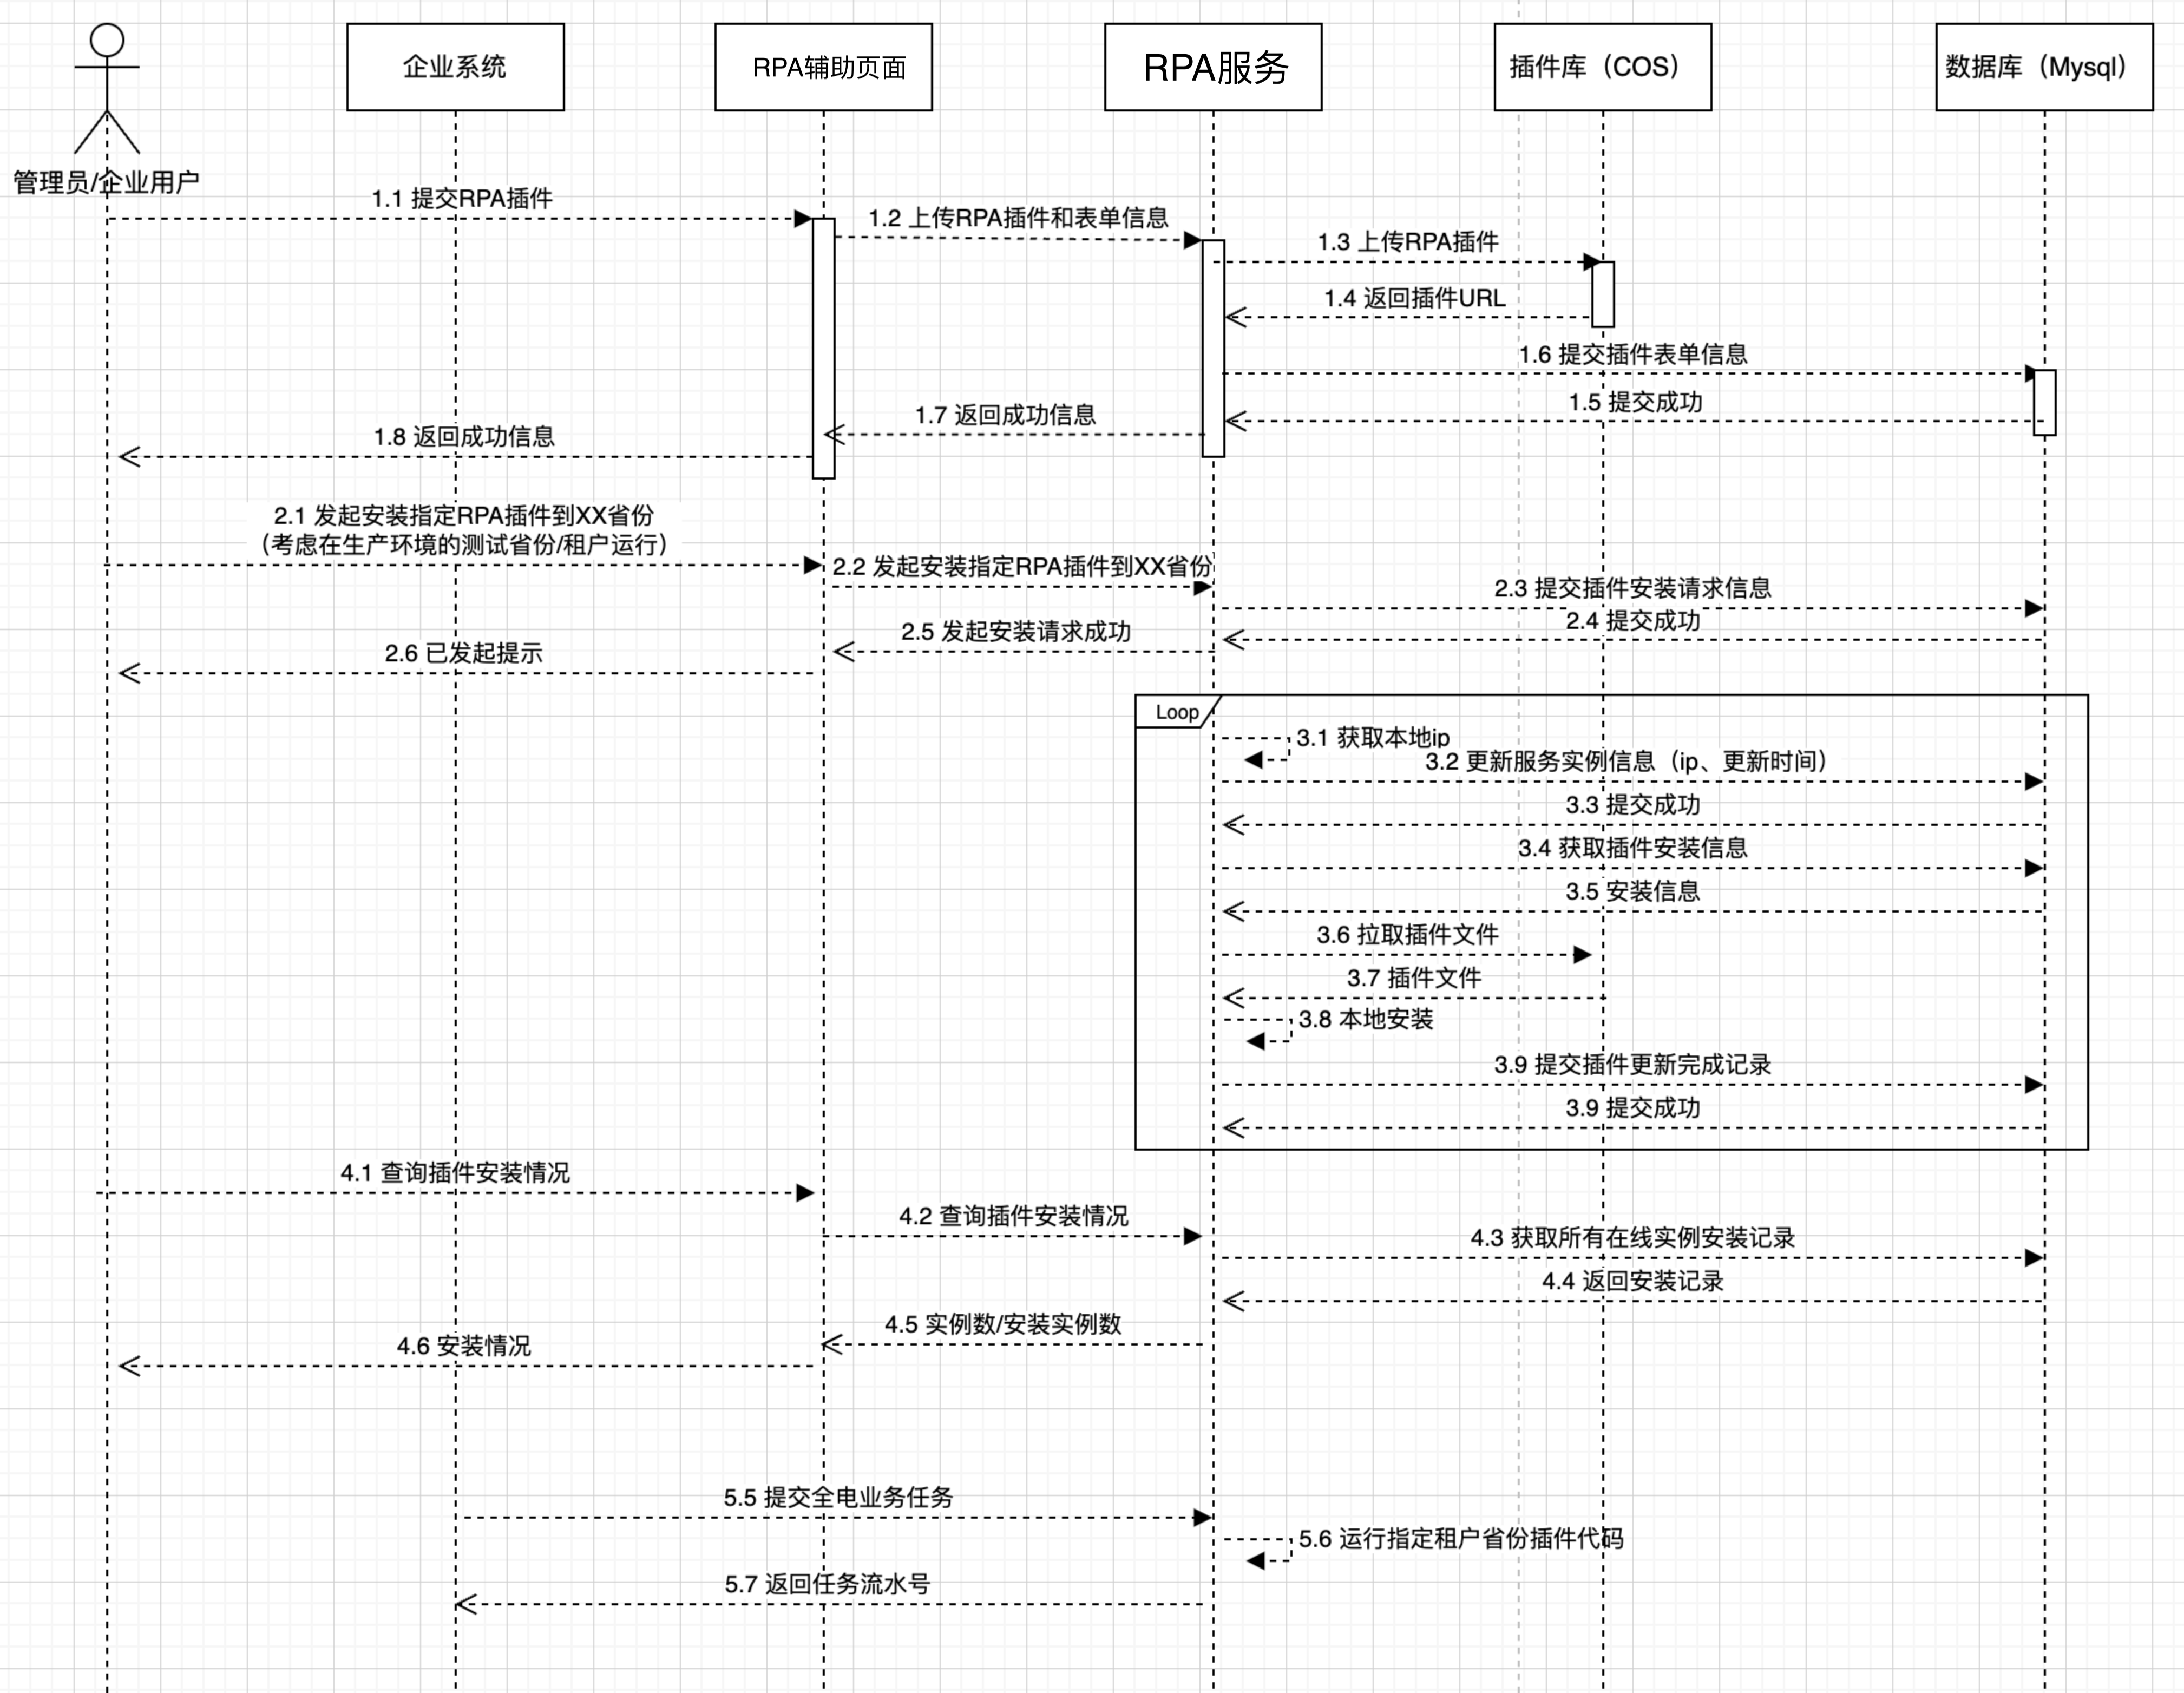 企业系统
RPA辅助页面
RPA服务
插件库（COS）
数据库（Mysql）
管理员/企业用户
1.1 提交RPA插件
1.2 上传RPA插件和表单信息
1.3 上传RPA插件
1.4 返回插件URL
1.6 提交插件表单信息
1.5 提交成功
1.7 返回成功信息
1.8 返回成功信息
2.1 发起安装指定RPA插件到XX省份
（考虑在生产环境的测试省份/租户运行）
2.2 发起安装指定RPA插件到XX省份
2.3 提交插件安装请求信息
2.4 提交成功
2.5 发起安装请求成功
2.6 已发起提示
Loop
3.1 获取本地ip
3.2 更新服务实例信息（ip、更新时间）
3.3 提交成功
3.4 获取插件安装信息
3.5 安装信息
3.6 拉取插件文件
3.7 插件文件
3.8 本地安装
3.9 提交插件更新完成记录
3.9 提交成功
4.1 查询插件安装情况
4.2 查询插件安装情况
4.3 获取所有在线实例安装记录
4.4 返回安装记录
4.5 实例数/安装实例数
4.6 安装情况
5.5 提交全电业务任务
5.6 运行指定租户省份插件代码
5.7 返回任务流水号